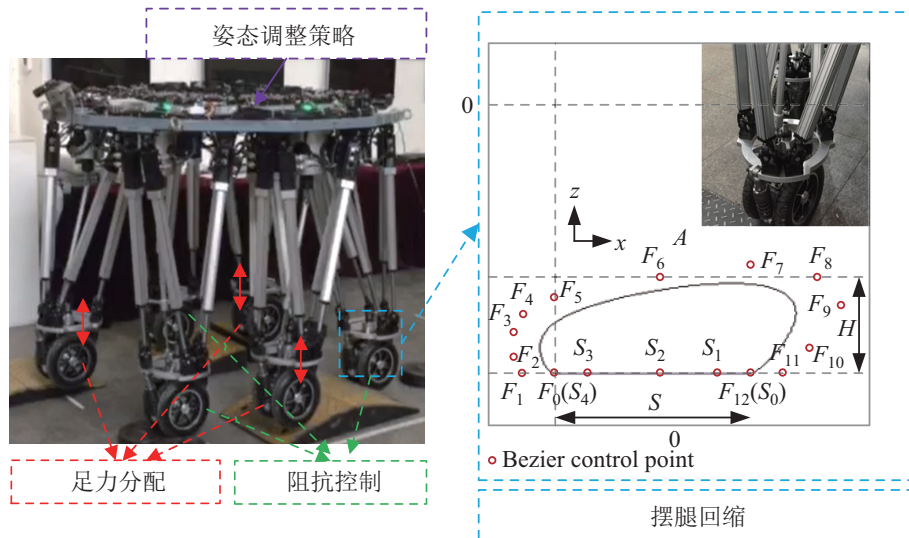 姿态调整策略
足力分配
阻抗控制
0
z
x
A
F6
F7
F8
F5
F4
F3
F9
H
F2
S3
S2
S1
F11
F10
F1
F0(S4)
F12(S0)
S
0
Bezier control point
摆腿回缩